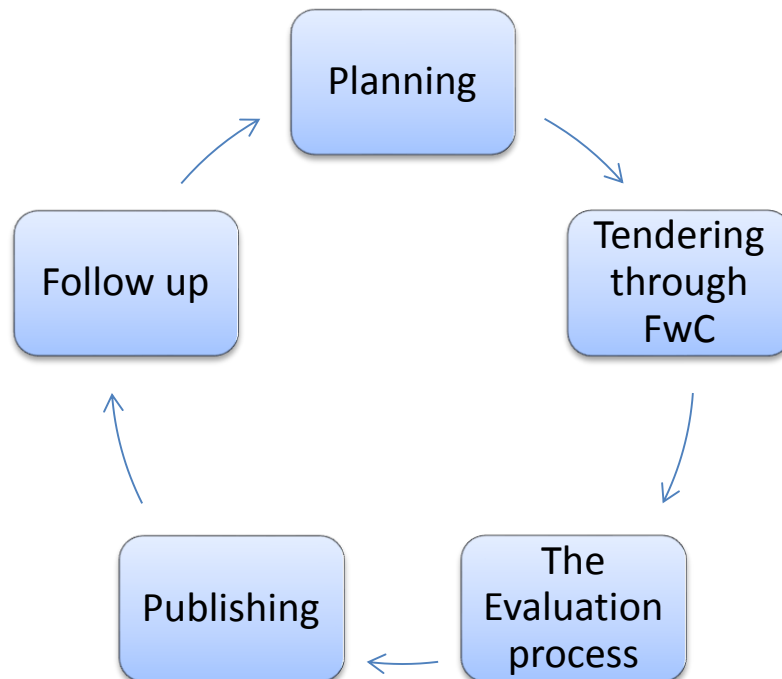 Planning
Tendering
through
FwC
The
Evaluation
process
Publishing
Follow up